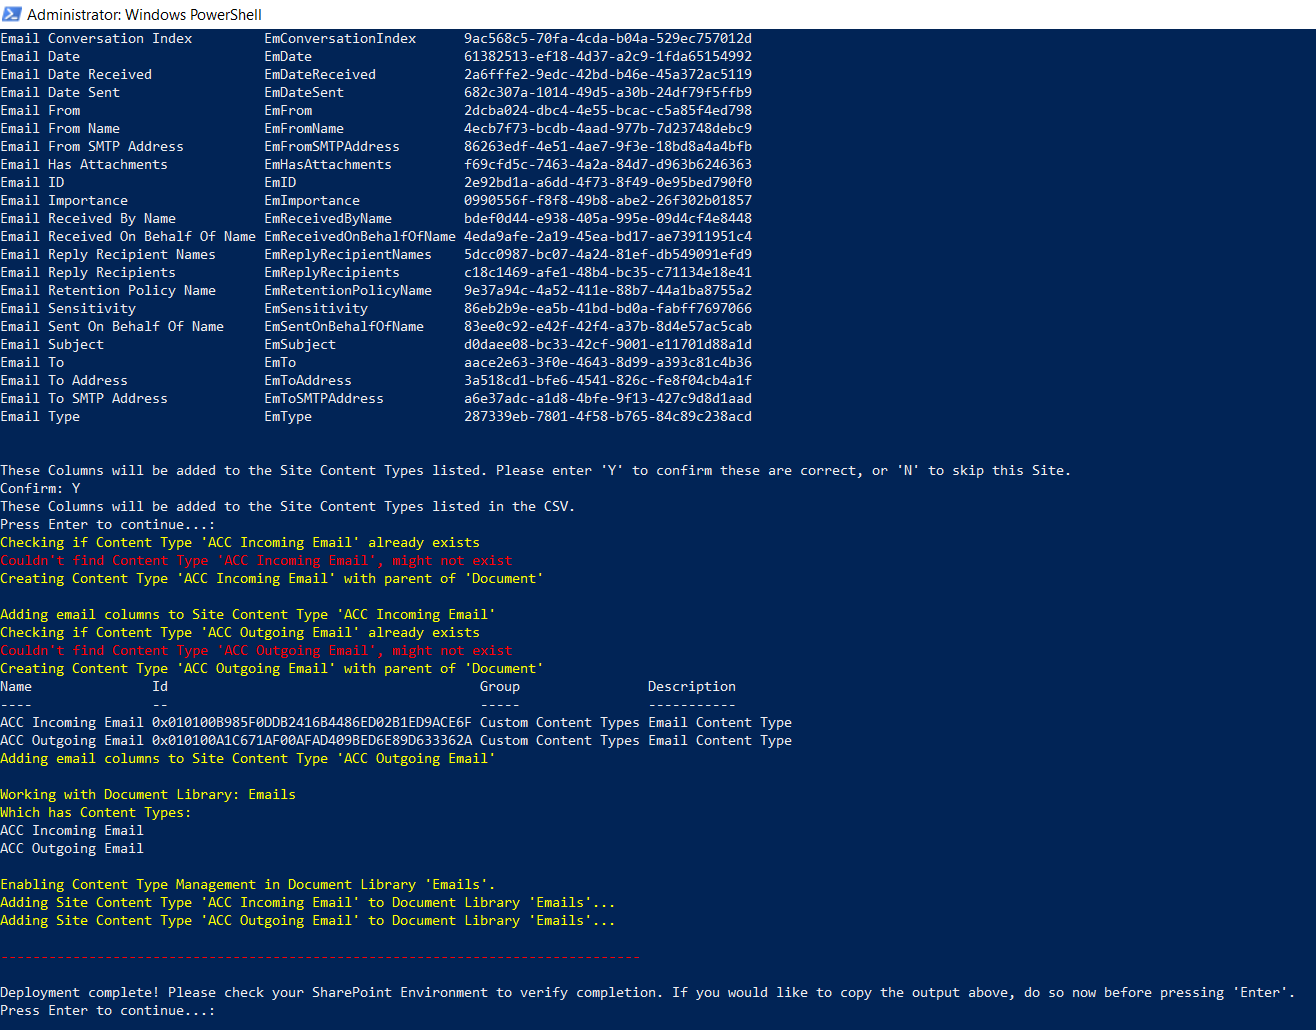 Administrator: Windows PowerShell
Email Conversation Index EmConversationIndex 9ac568c5-70fa-4cda-b04a-529ec757012d
Email Date EmDate 61382513-ef18-4d37-a2c9-1fda65154992
Email Date Received EmDateReceived 2a6fffe2-9edc-42bd-b46e-45a372ac5119
Email Date Sent EmDateSent 682c307a-1014-49d5-a30b-24df79f5ffb9
Email From EmFrom 2dcba024-dbc4-4e55-bcac-c5a85f4ed798
Email From Name EmFromName 4ecb7f73-bcdb-4aad-977b-7d23748debc9
Email From SMTP Address EmFromSMTPAddress 86263edf-4e51-4ae7-9f3e-18bd8a4a4bfb
Email Has Attachments EmHasAttachments f69cfd5c-7463-4a2a-84d7-d963b6246363
Email ID EmID 2e92bd1a-a6dd-4f73-8f49-0e95bed790f0
Email Importance EmImportance 0990556f-f8f8-49b8-abe2-26f302b01857
Email Received By Name EmReceivedByName bdef0d44-e938-405a-995e-09d4cf4e8448
Email Received On Behalf Of Name EmReceivedOnBehalfOfName 4eda9afe-2a19-45ea-bd17-ae73911951c4
Email Reply Recipient Names EmReplyRecipientNames 5dcc0987-bc07-4a24-81ef-db549091efd9
Email Reply Recipients EmReplyRecipients c18c1469-afe1-48b4-bc35-c71134e18e41
Email Retention Policy Name EmRetentionPolicyName 9e37a94c-4a52-411e-88b7-44a1ba8755a2
Email Sensitivity EmSensitivity 86eb2b9e-ea5b-41bd-bd0a-fabff7697066
Email Sent On Behalf Of Name EmSentOnBehalfOfName 83ee0c92-e42f-42f4-a37b-8d4e57ac5cab
Email Subject EmSubject d0daee08-bc33-42cf-9001-e11701d88a1d
Email To EmTo aace2e63-3f0e-4643-8d99-a393c81c4b36
Email To Address EmToAddress 3a518cd1-bfe6-4541-826c-fe8f04cb4a1f
Email To SMTP Address EmToSMTPAddress a6e37adc-a1d8-4bfe-9f13-427c9d8d1aad
Email Type EmType 287339eb-7801-4f58-b765-84c89c238acd
These Columns will be added to the Site Content Types listed. Please enter 'Y' to confirm these are correct, or 'N' to skip this Site.
Confirm: Y
These Columns will be added to the Site Content Types listed in the CSV.
Press Enter to continue...:
Checking if Content Type 'ACC Incoming Email' already exists
Couldn't find Content Type 'ACC Incoming Email', might not exist
Creating Content Type 'ACC Incoming Email' with parent of 'Document'
Adding email columns to Site Content Type 'ACC Incoming Email'
Checking if Content Type 'ACC Outgoing Email' already exists
Couldn't find Content Type 'ACC Outgoing Email', might not exist
Creating Content Type 'ACC Outgoing Email' with parent of 'Document'
Name Id Group Description
---- -- ----- -----------
ACC Incoming Email 0x010100B985F0DDB2416B4486ED02B1ED9ACE6F Custom Content Types Email Content Type
ACC Outgoing Email 0x010100A1C671AF00AFAD409BED6E89D633362A Custom Content Types Email Content Type
Adding email columns to Site Content Type 'ACC Outgoing Email'
Working with Document Library: Emails
Which has Content Types:
ACC Incoming Email
ACC Outgoing Email
Enabling Content Type Management in Document Library 'Emails'.
Adding Site Content Type 'ACC Incoming Email' to Document Library 'Emails'...
Adding Site Content Type 'ACC Outgoing Email' to Document Library 'Emails'...
--------------------------------------------------------------------------------
Deployment complete! Please check your SharePoint Environment to verify completion. If you would like to copy the output above, do so now before pressing 'Enter'.
Press Enter to continue...: